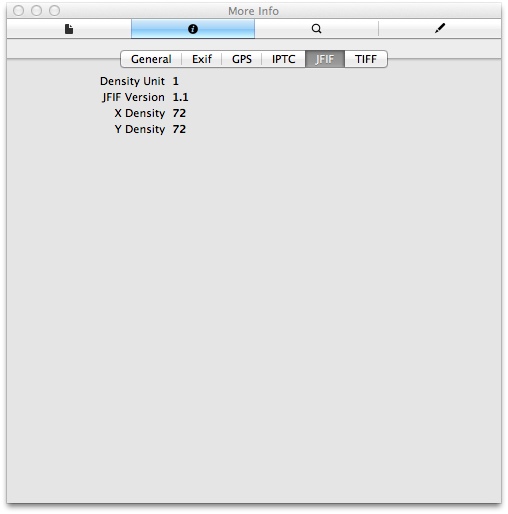 More Info
General Exif GPS IPTC JFIF TIFF
Density Unit 1
JFIF Version 1.1
X Density 72
Y Density 72